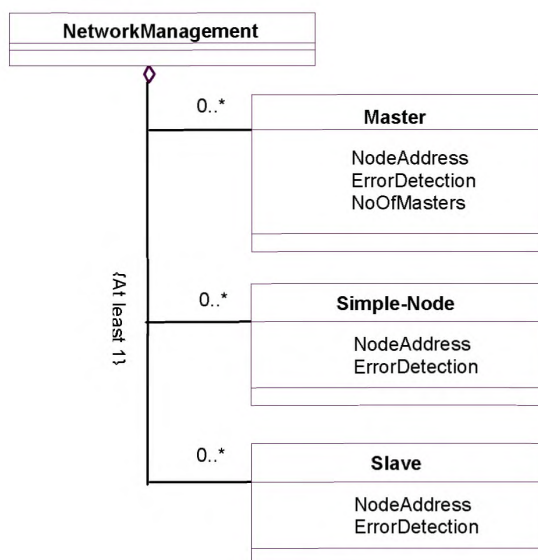 NetworkManagement
0..*
Master
NodeAddress
ErrorDetection
NoOfMasters
{At least 1}
0..*
Simple-Node
NodeAddress
ErrorDetection
0..*
Slave
NodeAddress
ErrorDetection